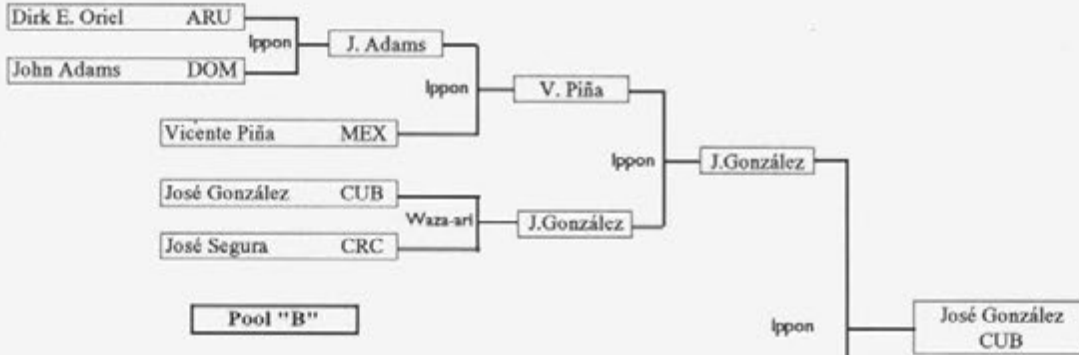 Dirk E. Oriel ARU
Ippon
J. Adams
John Adams DOM
Ippon
V. Piña
Vicente Piña MEX
Ippon
J.González
José González CUB
Waza-ari
J.González
José Segura CRC
Pool "B"
Ippon
José González
CUB